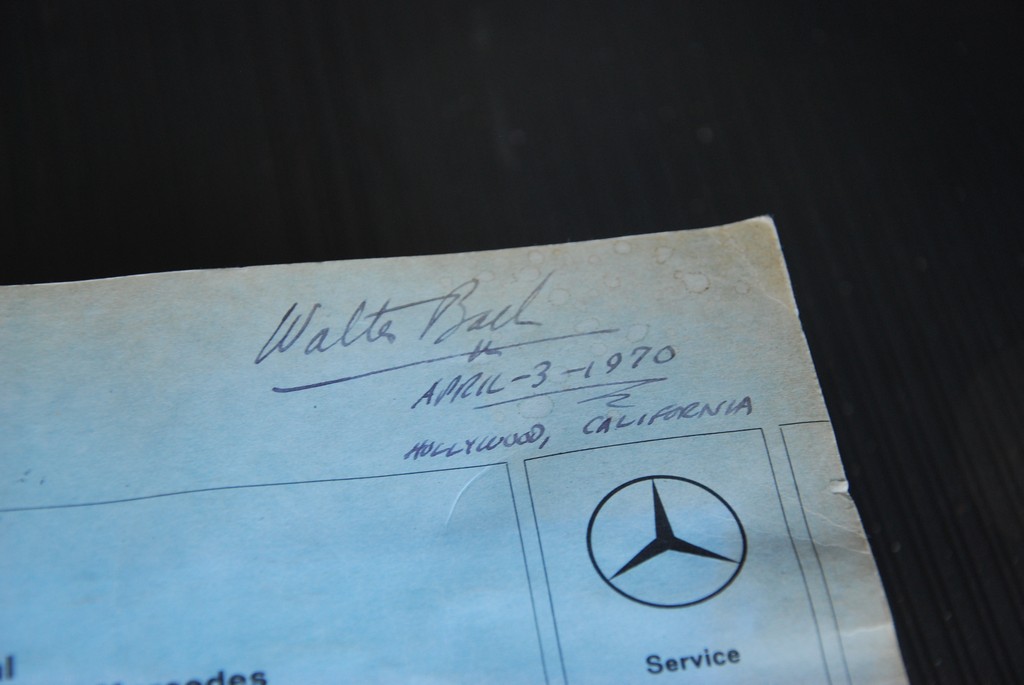 Walter Bach
APRIL-3-1970
HOLLYWOOD, CALIFORNIA
Service